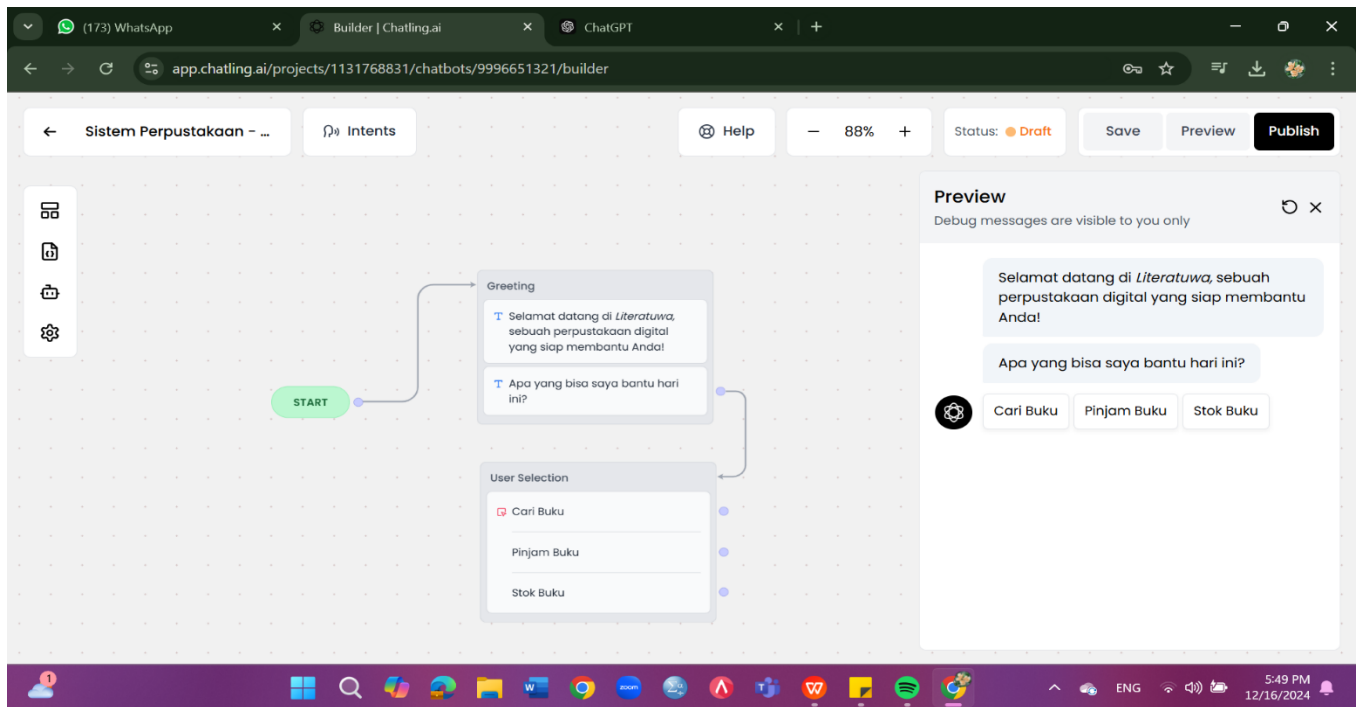 (173) WhatsApp
Builder | Chatling.ai
ChatGPT
app.chatling.ai/projects/1131768831/chatbots/9996651321/builder
Sistem Perpustakaan - ...
Intents
Help
— 88% +
Status: Draft
Save
Preview
Publish
Preview
Debug messages are visible to you only
Selamat datang di Literatuwa, sebuah
perpustakaan digital yang siap membantu
Anda!
Apa yang bisa saya bantu hari ini?
Cari Buku
Pinjam Buku
Stok Buku
START
Greeting
T Selamat datang di Literatuwa,
sebuah perpustakaan digital
yang siap membantu Anda!
T Apa yang bisa saya bantu hari
ini?
User Selection
Cari Buku
Pinjam Buku
Stok Buku
1
W
zoom
W
ENG
5:49 PM
12/16/2024